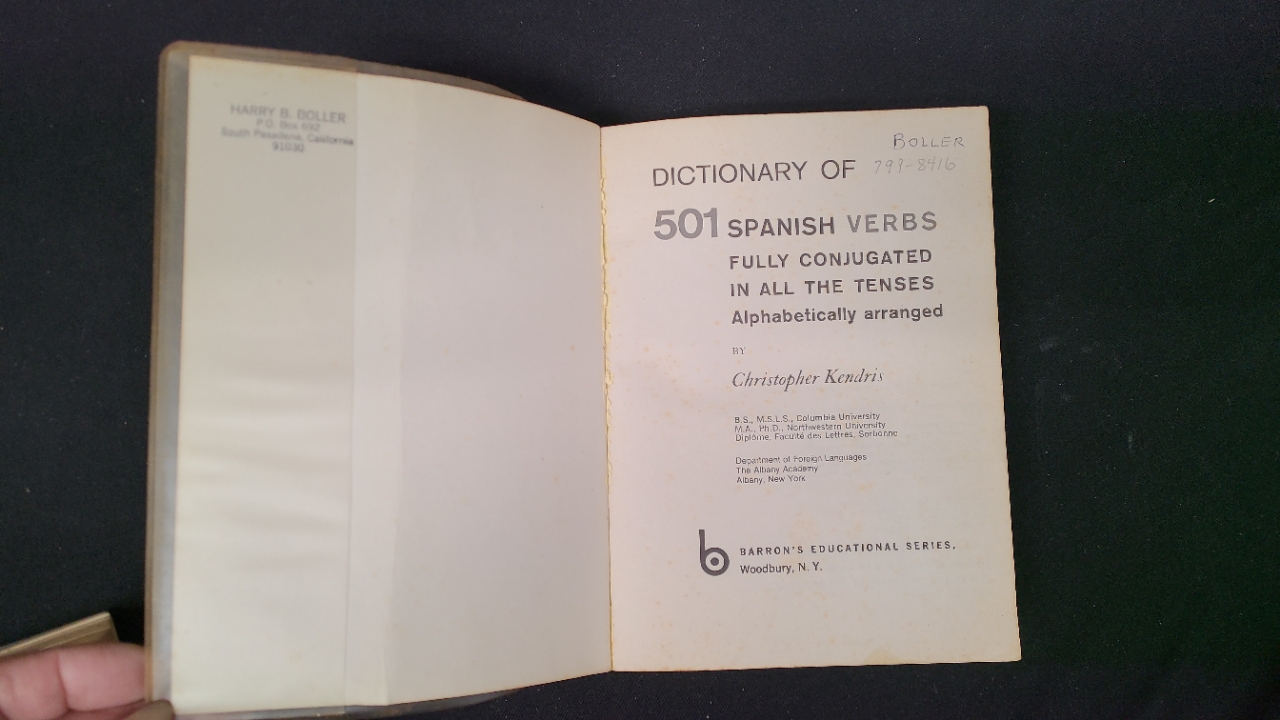 HARRY B. BOLLER
P.O. Box 692
South Pasadena, California
91030
BOLLER
799-8416
DICTIONARY OF
501 SPANISH VERBS
FULLY CONJUGATED
IN ALL THE TENSES
Alphabetically arranged
BY
Christopher Kendris
B.S., M.S.L.S., Columbia University
M.A., Ph.D., Northwestern University
Diplômé, Faculté des Lettres, Sorbonne
Department of Foreign Languages
The Albany Academy
Albany, New York
b BARRON'S EDUCATIONAL SERIES,
Woodbury, N. Y.